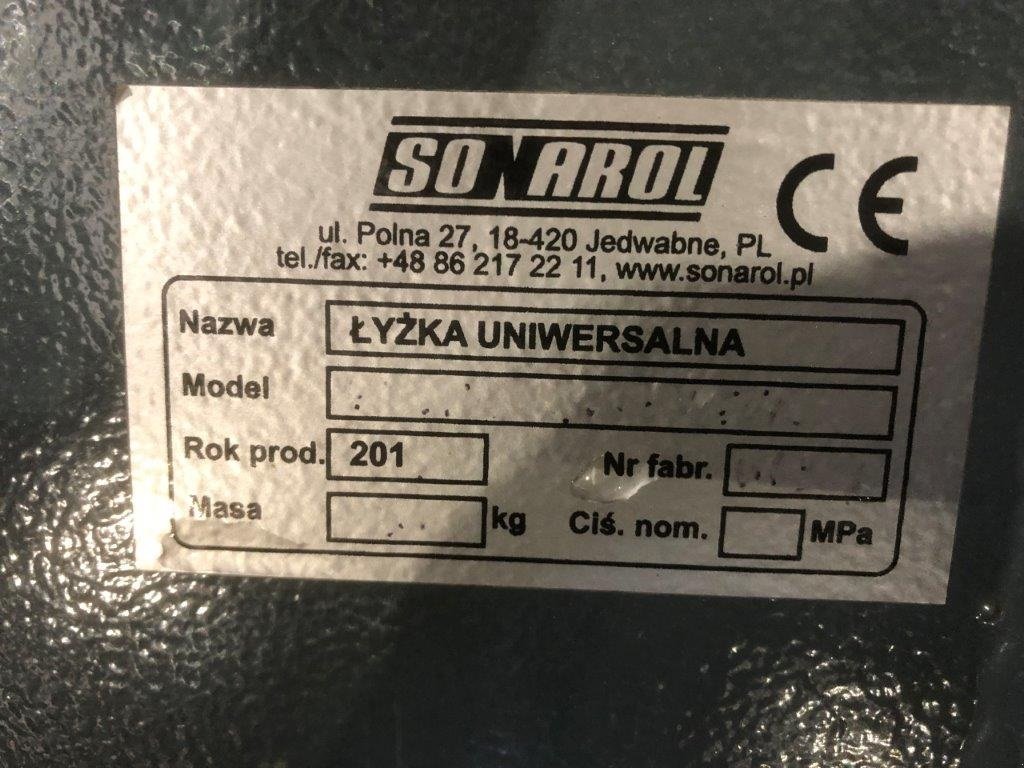 SONAROL
CE
ul. Polna 27, 18-420 Jedwabne, PL
tel./fax: +48 86 217 22 11, www.sonarol.pl
Nazwa ŁYŻKA UNIWERSALNA
Model
Rok prod. 201 Nr fabr.
Masa kg Ciś. nom. MPa